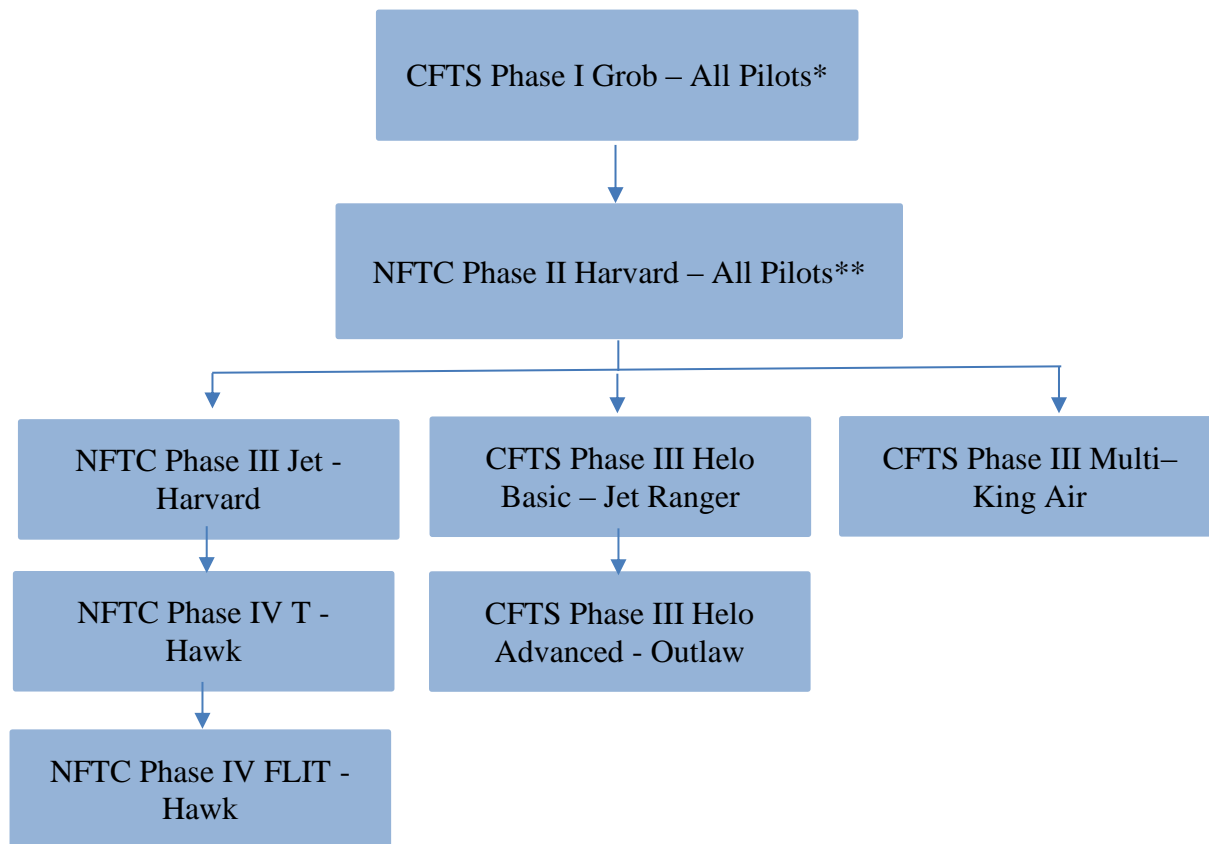 CFTS Phase I Grob – All Pilots*
NFTC Phase II Harvard – All Pilots**
NFTC Phase III Jet -
Harvard
CFTS Phase III Helo
Basic – Jet Ranger
CFTS Phase III Multi–
King Air
NFTC Phase IV T -
Hawk
CFTS Phase III Helo
Advanced - Outlaw
NFTC Phase IV FLIT -
Hawk